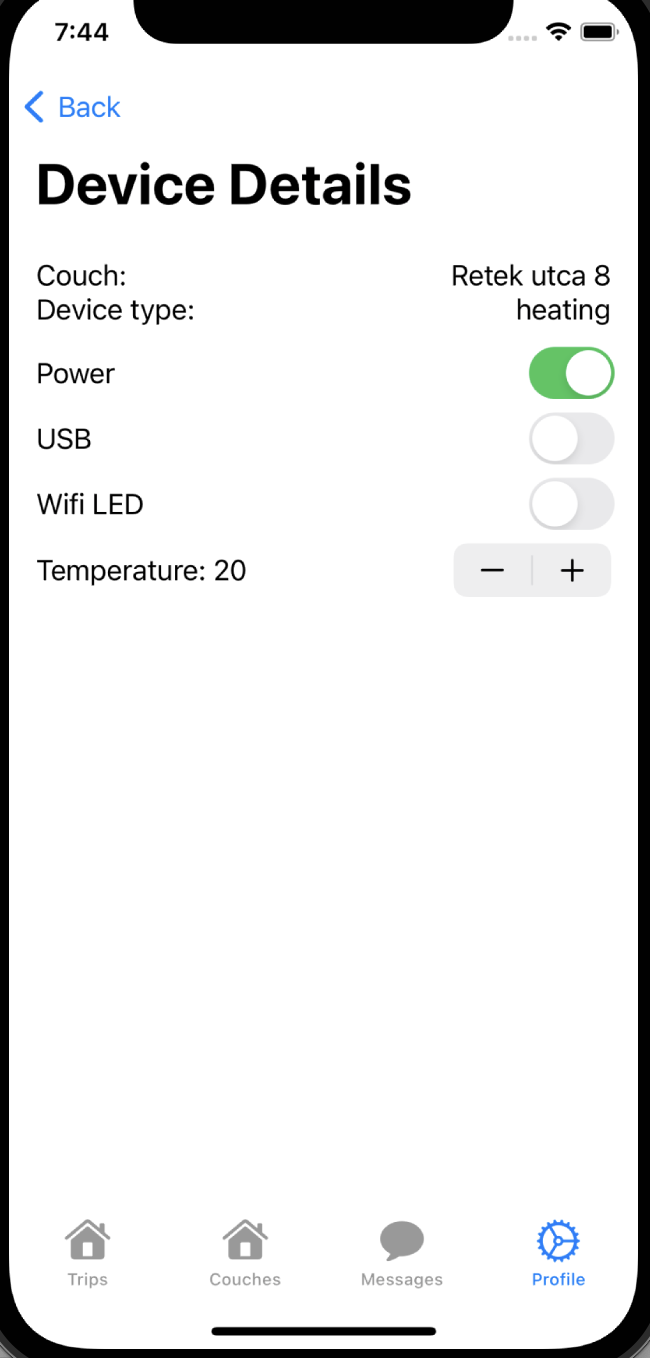 7:44
Back
Device Details
Couch: Retek utca 8
Device type: heating
Power
USB
Wifi LED
Temperature: 20
Trips Couches Messages Profile